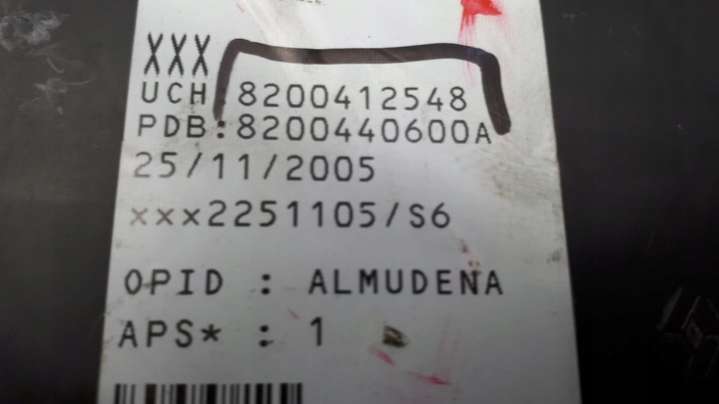 XXX
UCH:8200412548
PDB:8200440600A
25/11/2005
xxx2251105/S6
OPID : ALMUDENA
APS* : 1